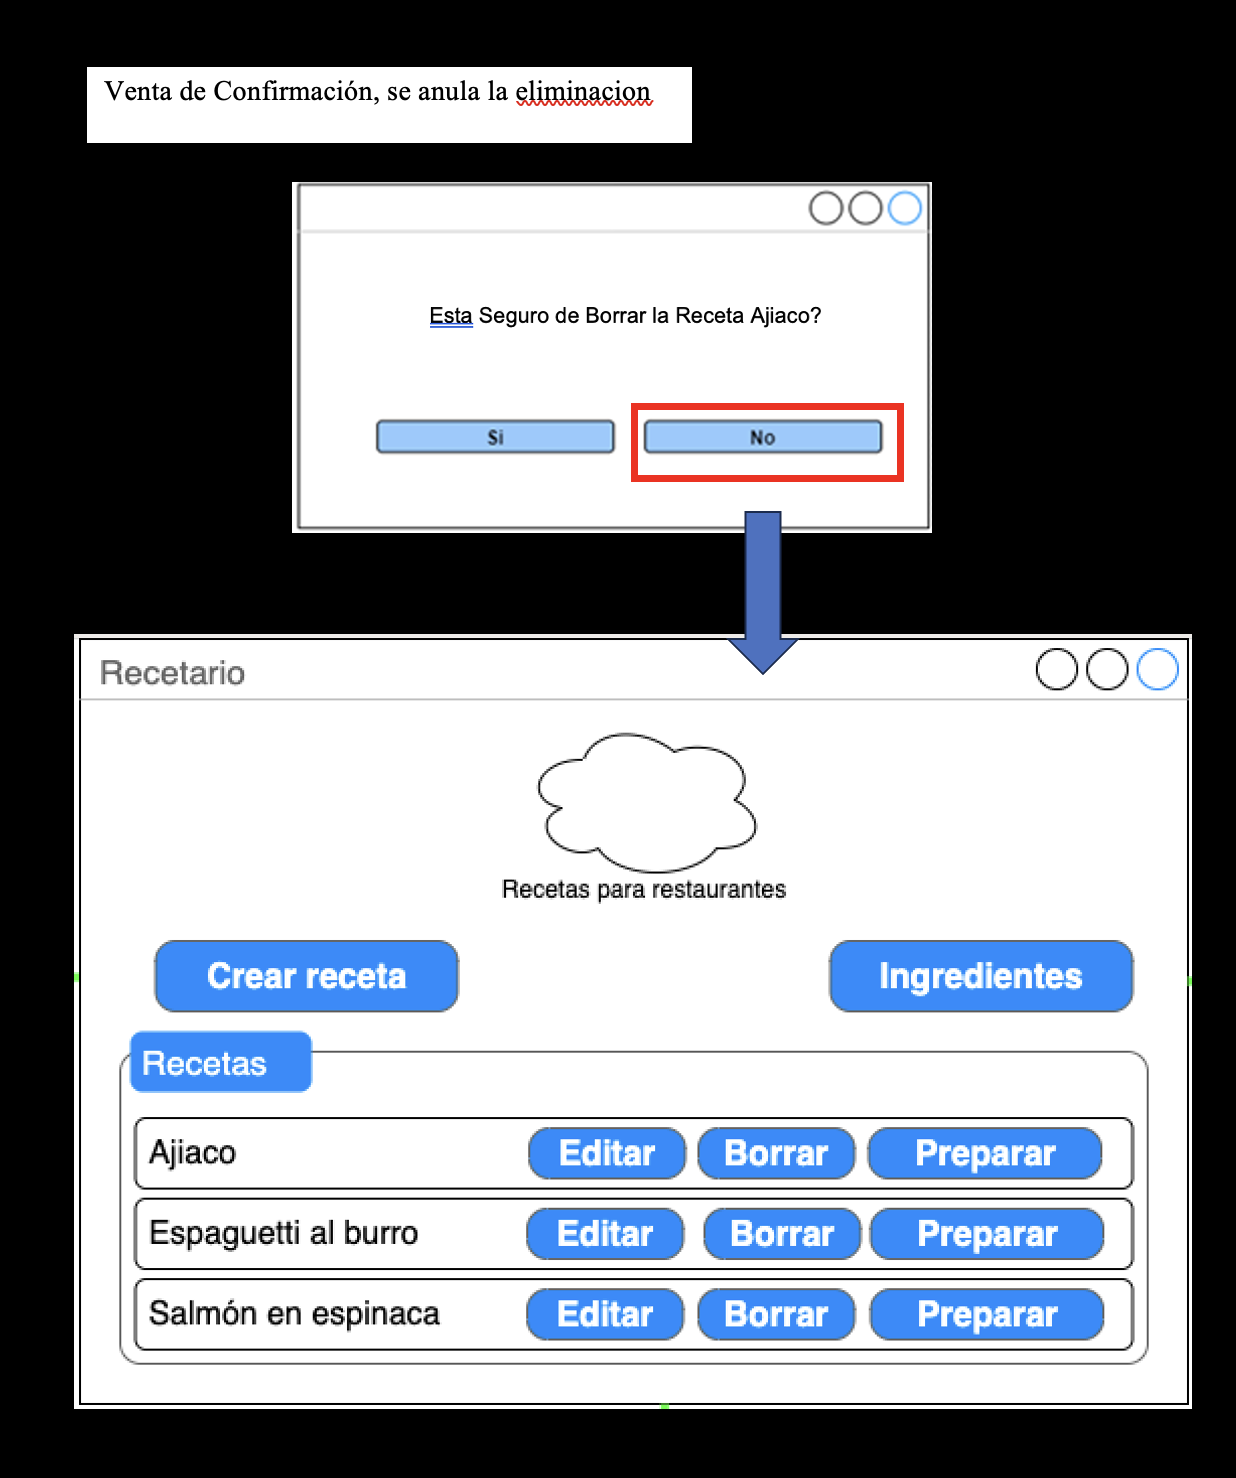 Venta de Confirmación, se anula la eliminacion
Esta Seguro de Borrar la Receta Ajiaco?
Si No
Recetario
Recetas para restaurantes
Crear receta Ingredientes
Recetas
Ajiaco Editar Borrar Preparar
Espaguetti al burro Editar Borrar Preparar
Salmón en espinaca Editar Borrar Preparar